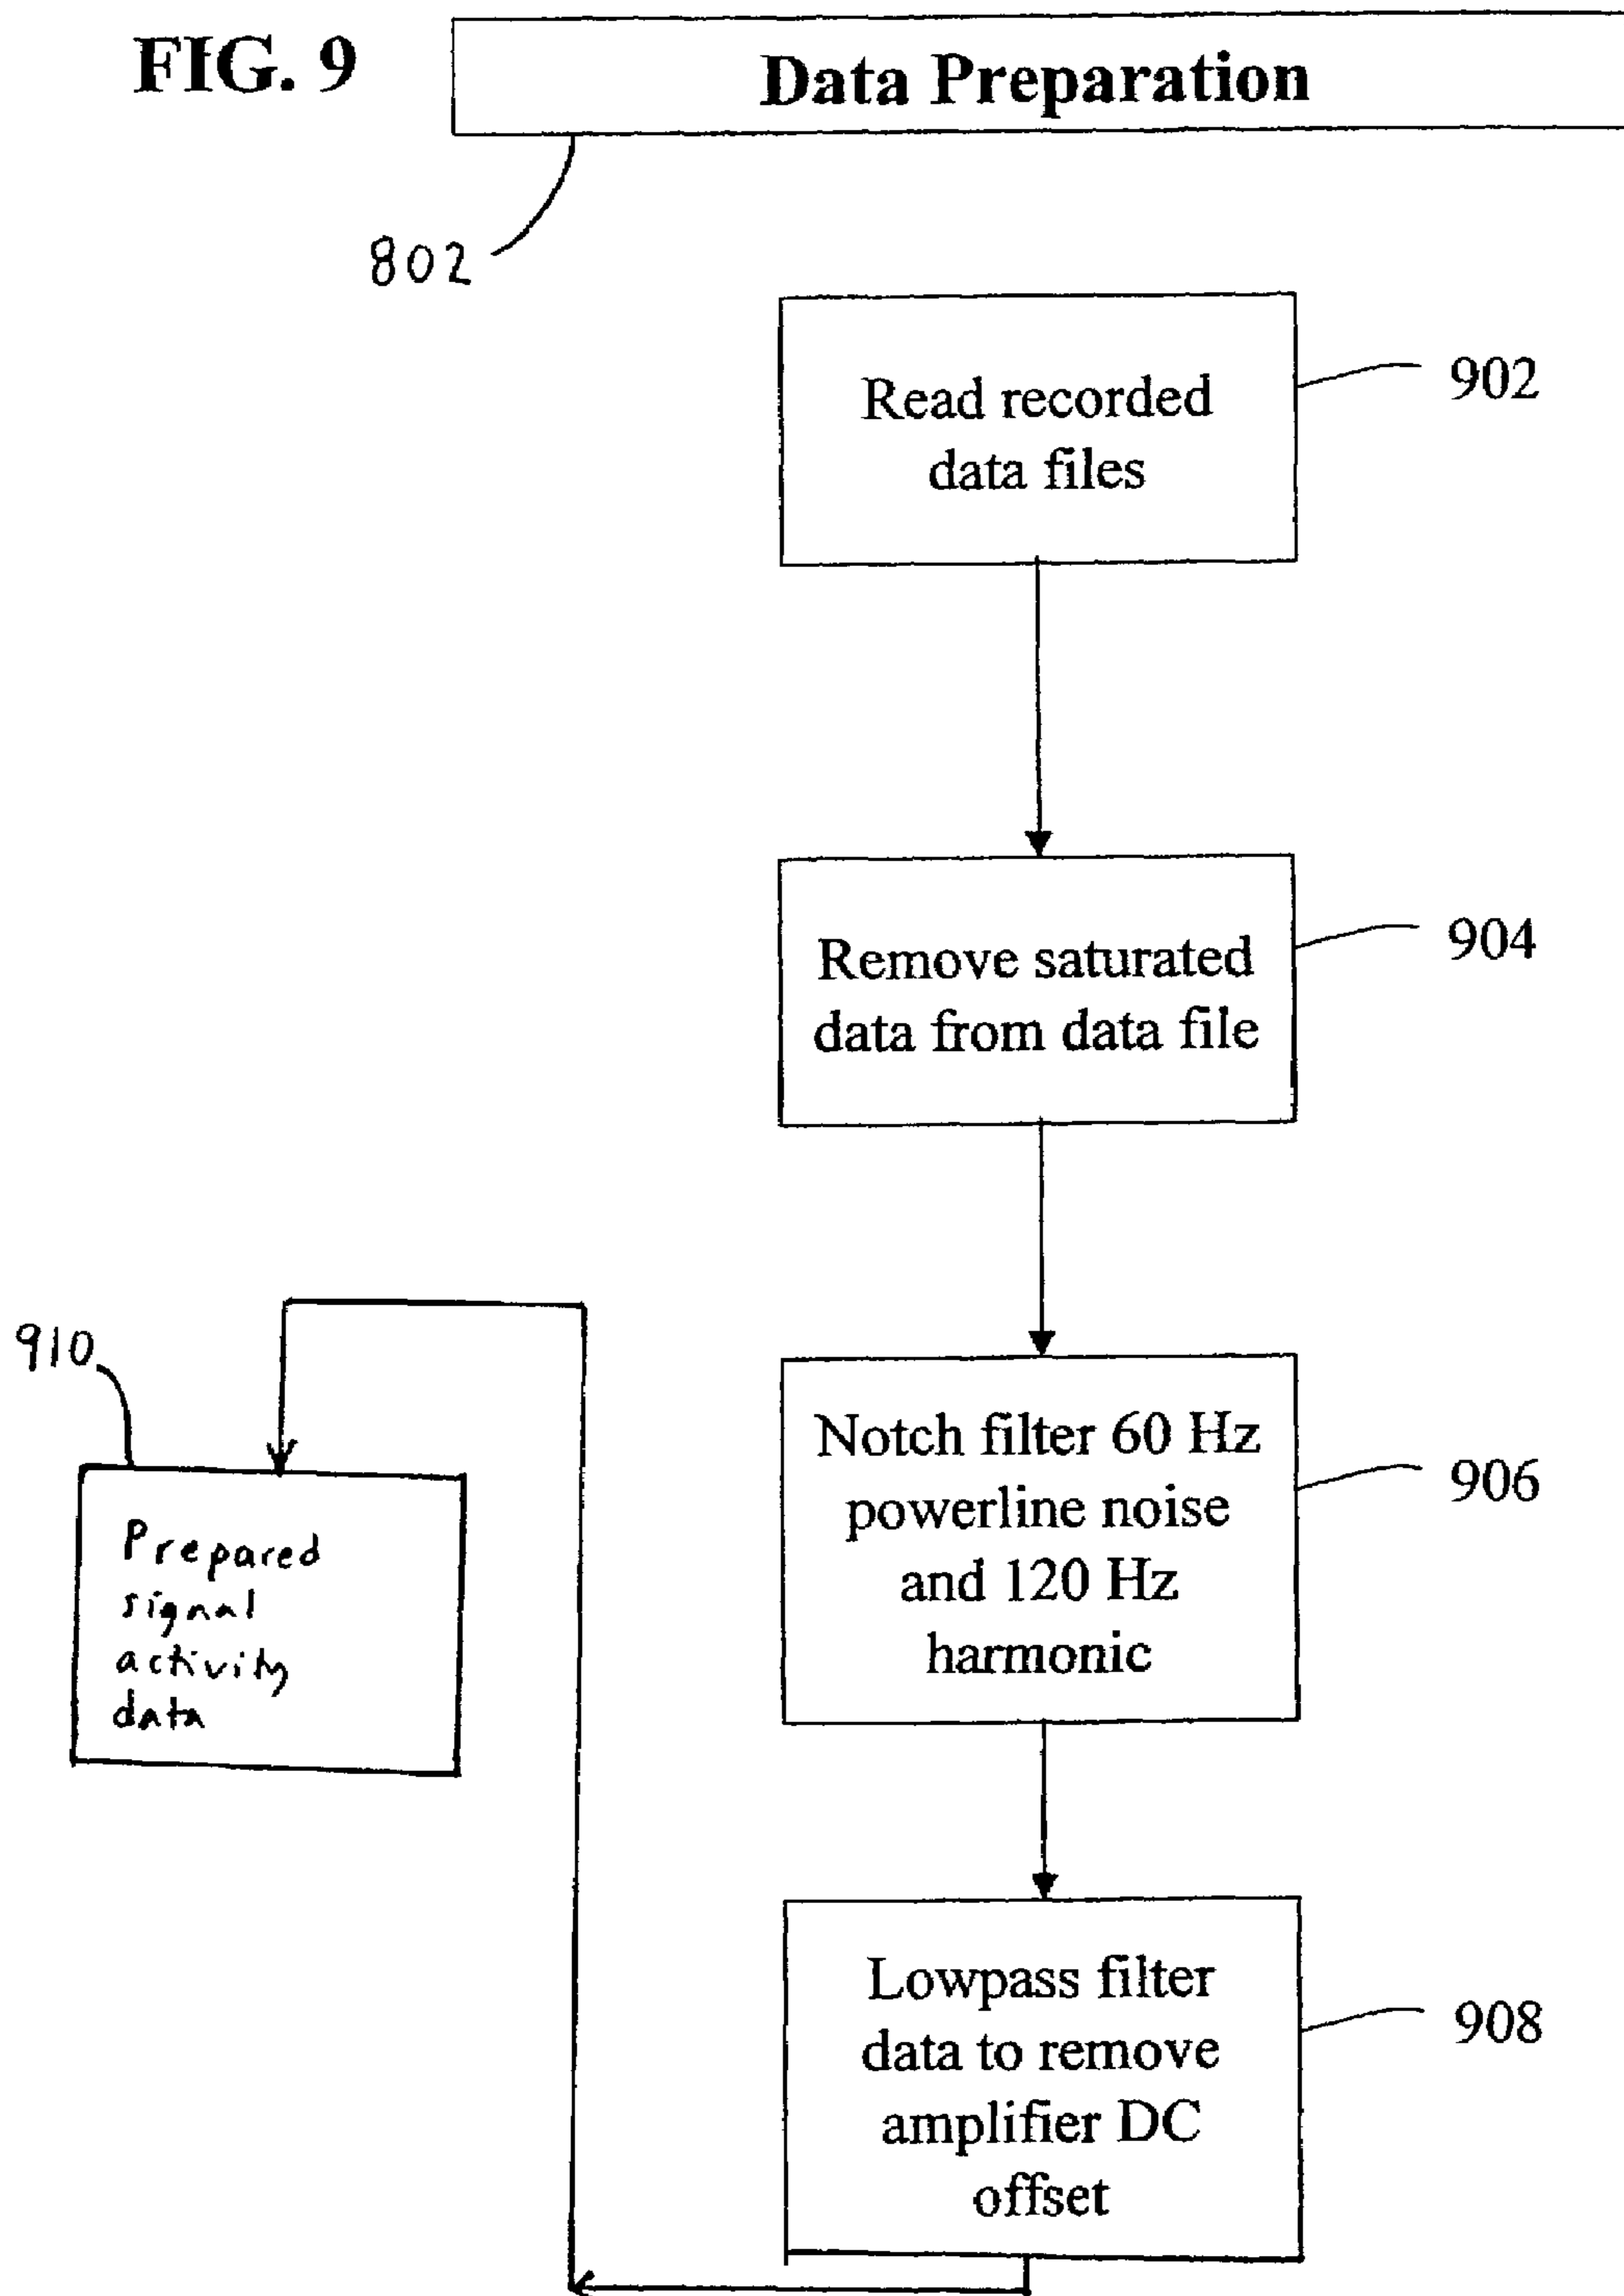 FIG. 9
Data Preparation
802
Read recorded
data files
902
Remove saturated
data from data file
904
Notch filter 60 Hz
powerline noise
and 120 Hz
harmonic
906
Lowpass filter
data to remove
amplifier DC
offset
908
910
Prepared
signal
activity
data